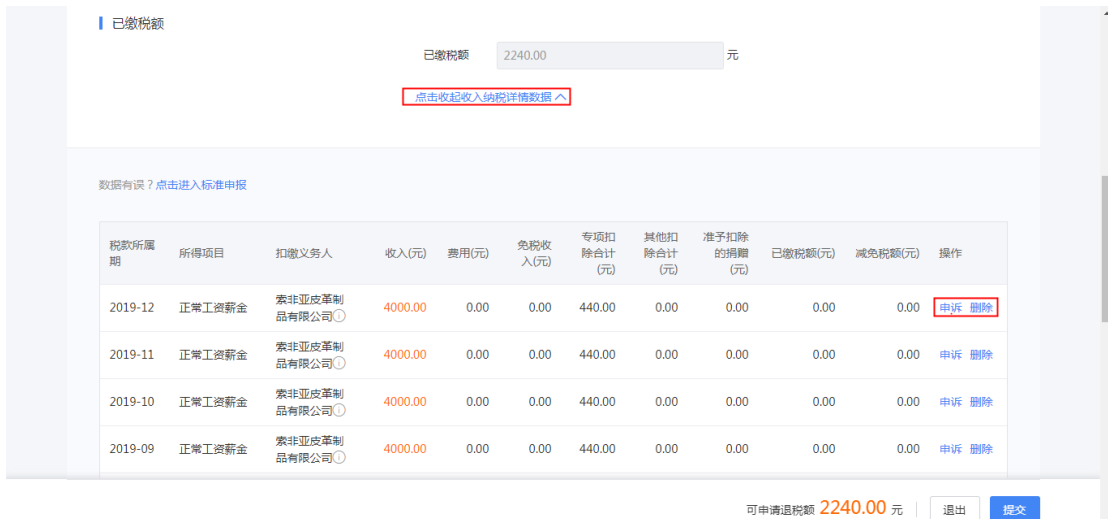 已缴税额
已缴税额 2240.00 元
点击收起收入纳税详情数据
数据有误？点击进入标准申报
税款所属期 所得项目 扣缴义务人 收入(元) 费用(元) 免税收入(元) 专项扣除合计(元) 其他扣除合计(元) 准予扣除的捐赠(元) 已缴税额(元) 减免税额(元) 操作
2019-12 正常工资薪金 索非亚皮革制品有限公司 4000.00 0.00 0.00 440.00 0.00 0.00 0.00 0.00 申诉 删除
2019-11 正常工资薪金 索非亚皮革制品有限公司 4000.00 0.00 0.00 440.00 0.00 0.00 0.00 0.00 申诉 删除
2019-10 正常工资薪金 索非亚皮革制品有限公司 4000.00 0.00 0.00 440.00 0.00 0.00 0.00 0.00 申诉 删除
2019-09 正常工资薪金 索非亚皮革制品有限公司 4000.00 0.00 0.00 440.00 0.00 0.00 0.00 0.00 申诉 删除
可申请退税额 2240.00 元 退出 提交